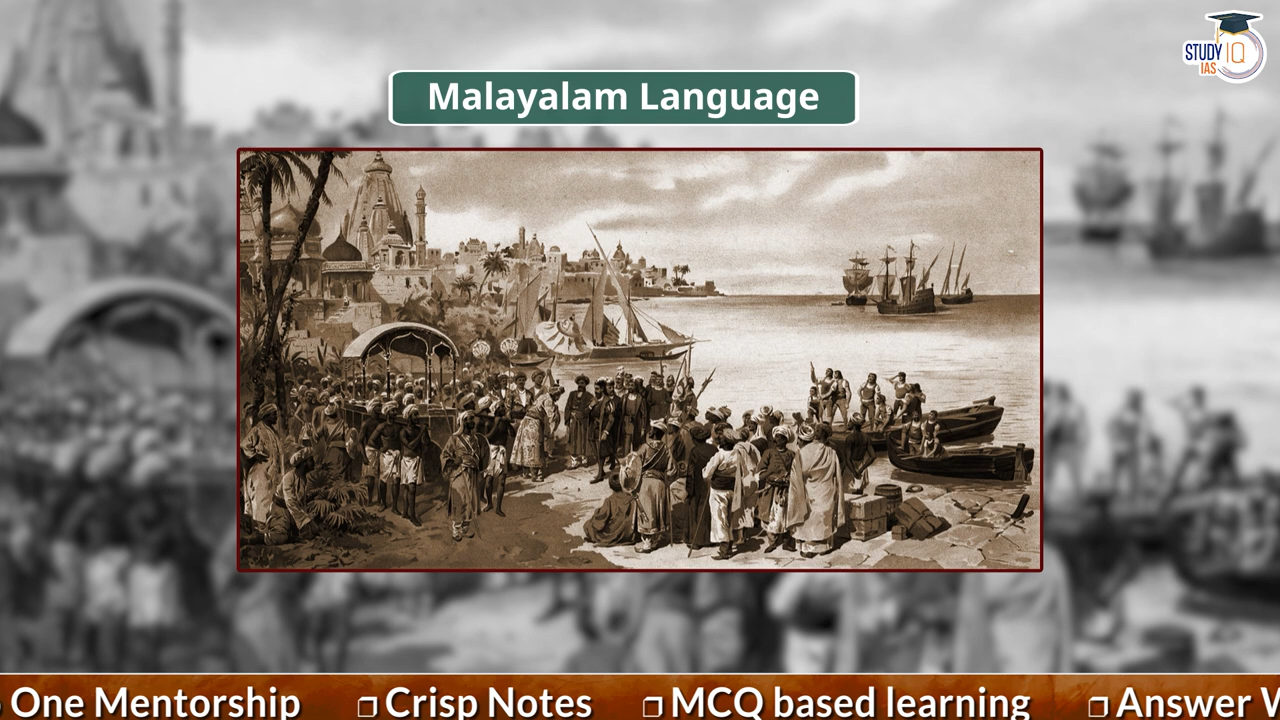 STUDY IQ
IAS
Malayalam Language
One Mentorship ❐ Crisp Notes ❐ MCQ based learning ❐ Answer W